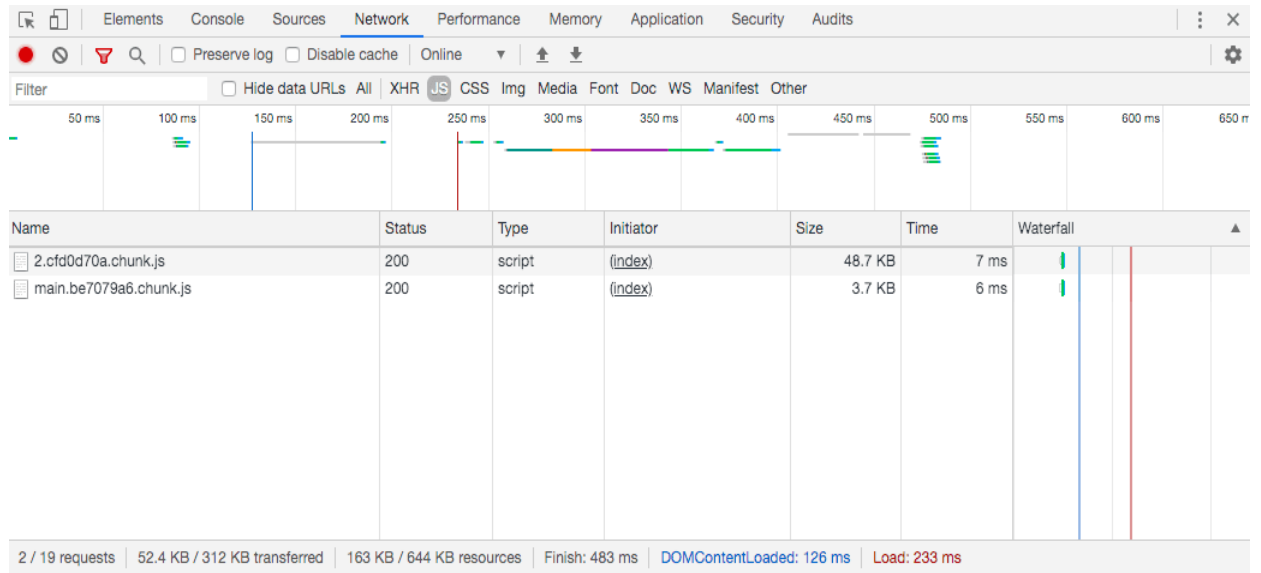 Elements Console Sources Network Performance Memory Application Security Audits
Preserve log Disable cache Online
Filter Hide data URLs All XHR JS CSS Img Media Font Doc WS Manifest Other
50 ms 100 ms 150 ms 200 ms 250 ms 300 ms 350 ms 400 ms 450 ms 500 ms 550 ms 600 ms 650 m
Name Status Type Initiator Size Time Waterfall
2.cfd0d70a.chunk.js 200 script (index) 48.7 KB 7 ms
main.be7079a6.chunk.js 200 script (index) 3.7 KB 6 ms
2 / 19 requests 52.4 KB / 312 KB transferred 163 KB / 644 KB resources Finish: 483 ms DOMContentLoaded: 126 ms Load: 233 ms